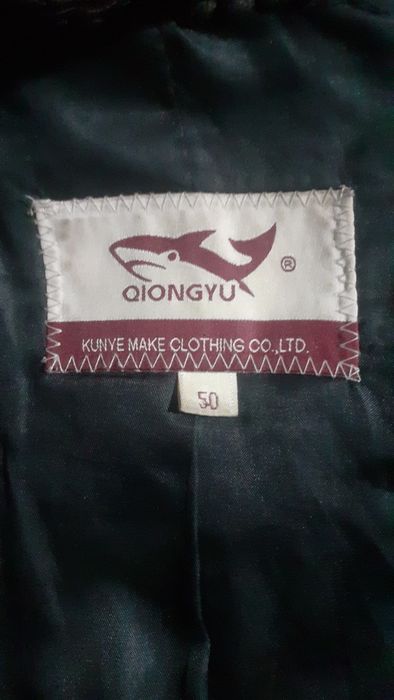 ®
QIONGYU
KUNYE MAKE CLOTHING CO.,LTD.
50